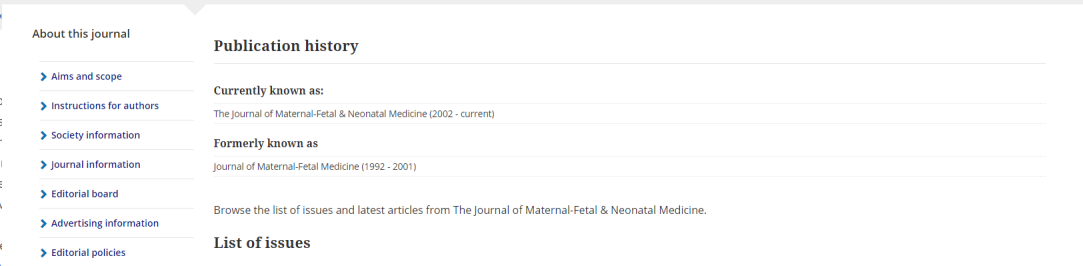 About this journal
Aims and scope
Instructions for authors
Society information
Journal information
Editorial board
Advertising information
Editorial policies
Publication history
Currently known as:
The Journal of Maternal-Fetal & Neonatal Medicine (2002 - current)
Formerly known as
Journal of Maternal-Fetal Medicine (1992 - 2001)
Browse the list of issues and latest articles from The Journal of Maternal-Fetal & Neonatal Medicine.
List of issues